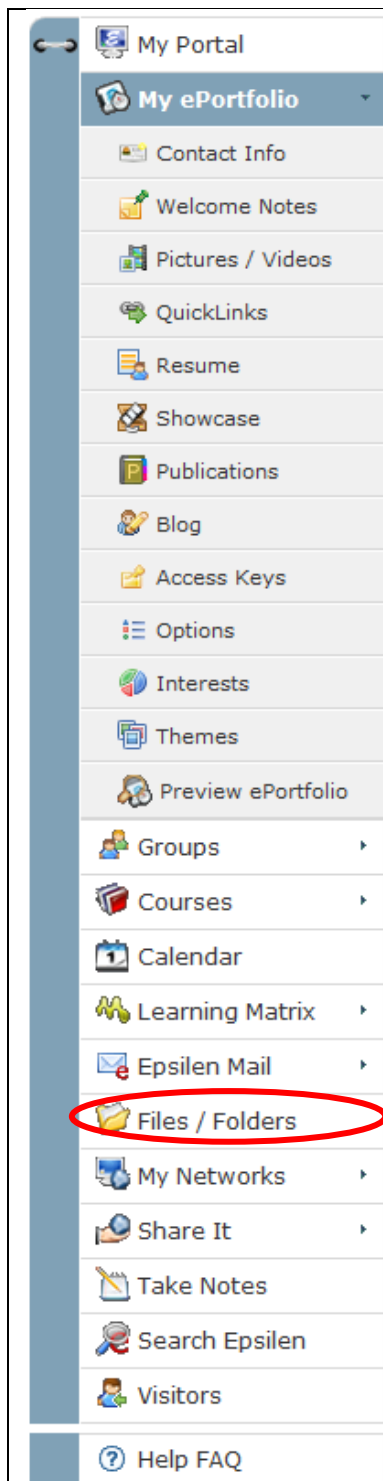 My Portal
My ePortfolio
Contact Info
Welcome Notes
Pictures / Videos
QuickLinks
Resume
Showcase
Publications
Blog
Access Keys
Options
Interests
Themes
Preview ePortfolio
Groups
Courses
Calendar
Learning Matrix
Epsilen Mail
Files / Folders
My Networks
Share It
Take Notes
Search Epsilen
Visitors
Help FAQ